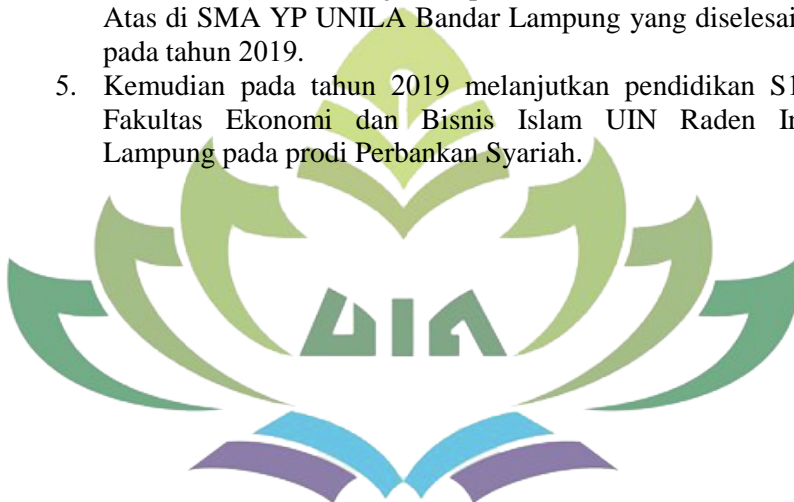 Atas di SMA YP UNILA Bandar Lampung yang diselesai
pada tahun 2019.
5. Kemudian pada tahun 2019 melanjutkan pendidikan S1
Fakultas Ekonomi dan Bisnis Islam UIN Raden In
Lampung pada prodi Perbankan Syariah.
UIN